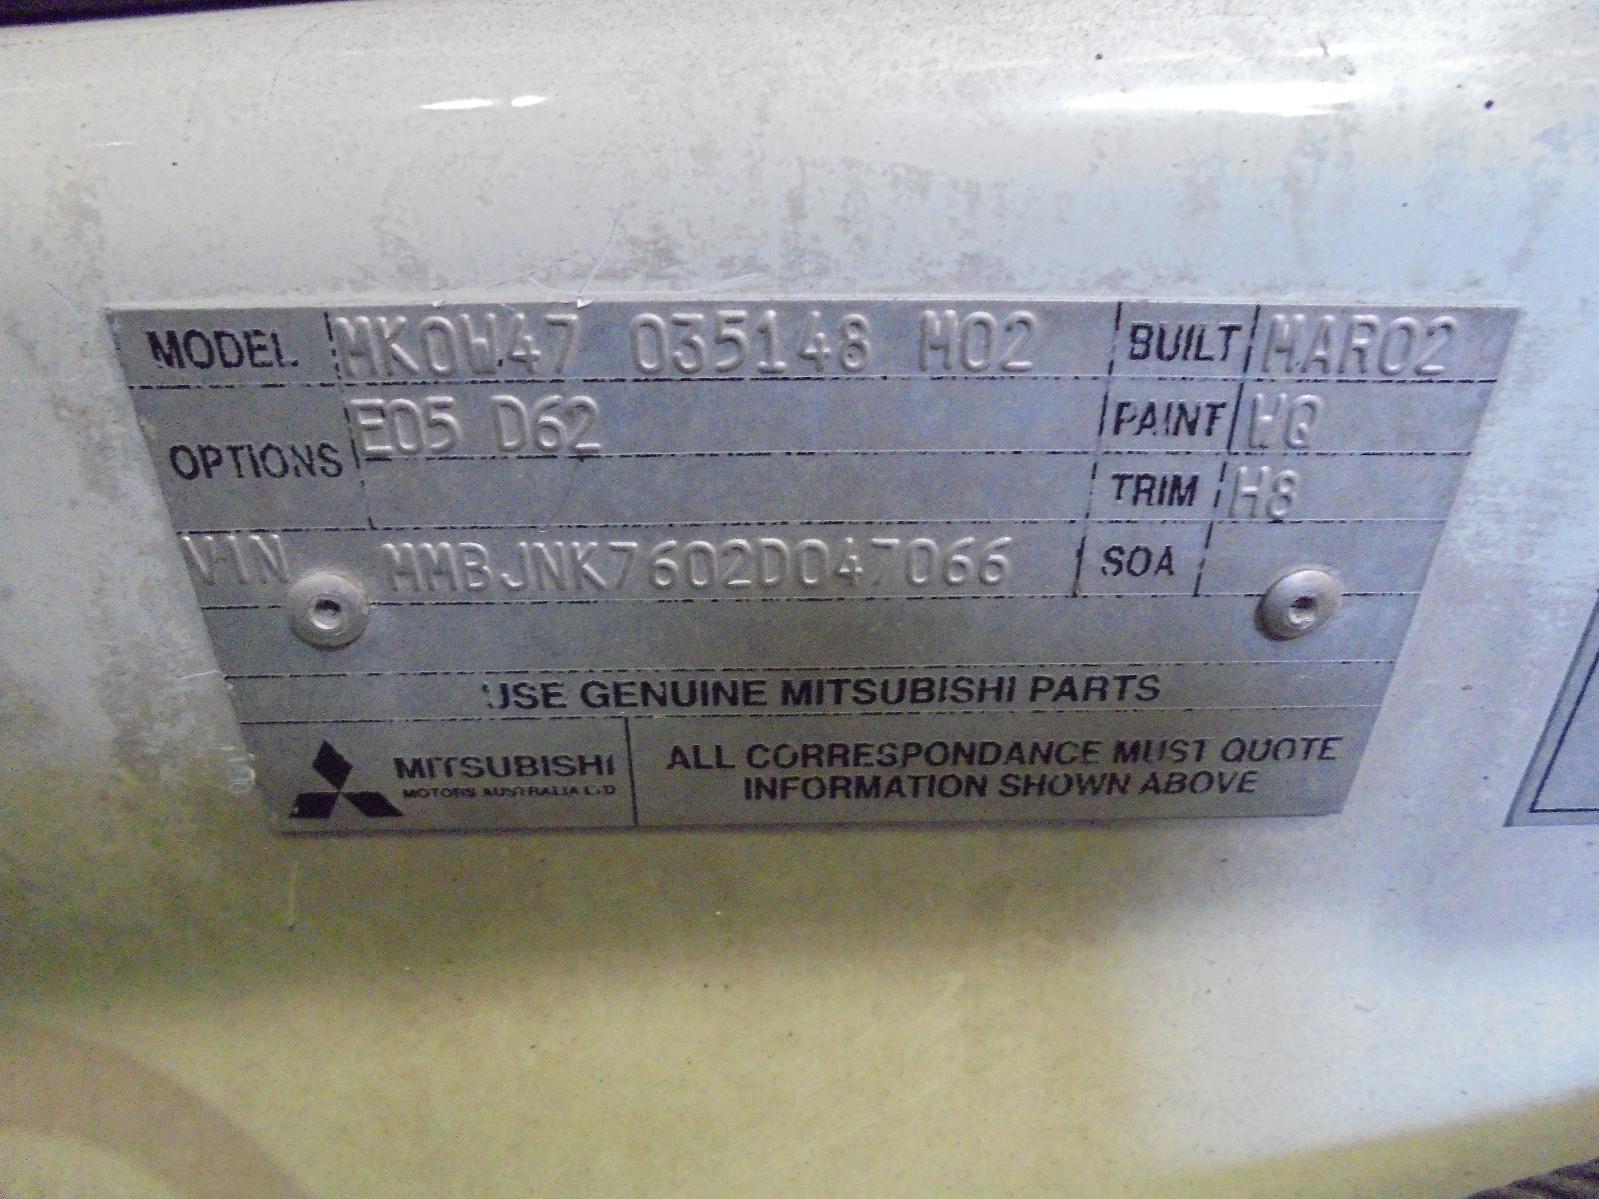 MODEL MK0W47 035148 M02 BUILT MAR02
OPTIONS E05 D62 PAINT WQ
TRIM H8
VIN MMBJNK7602D047066 SOA
USE GENUINE MITSUBISHI PARTS
MITSUBISHI
MOTORS AUSTRALIA LTD
ALL CORRESPONDANCE MUST QUOTE
INFORMATION SHOWN ABOVE